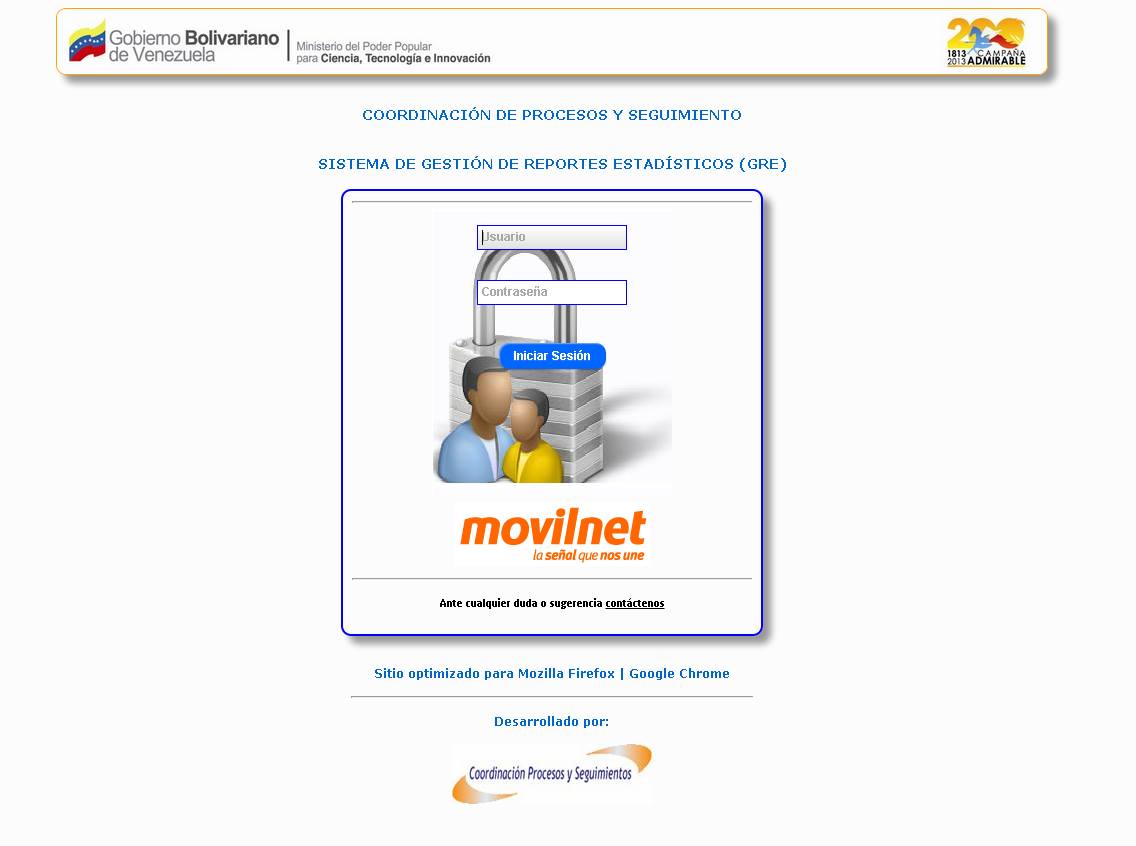 Gobierno Bolivariano
de Venezuela
Ministerio del Poder Popular
para Ciencia, Tecnología e Innovación
200
1813 CAMPAÑA
2013 ADMIRABLE
COORDINACIÓN DE PROCESOS Y SEGUIMIENTO
SISTEMA DE GESTIÓN DE REPORTES ESTADÍSTICOS (GRE)
Usuario
Contraseña
Iniciar Sesión
movilnet
la señal que nos une
Ante cualquier duda o sugerencia contáctenos
Sitio optimizado para Mozilla Firefox | Google Chrome
Desarrollado por:
Coordinación Procesos y Seguimientos